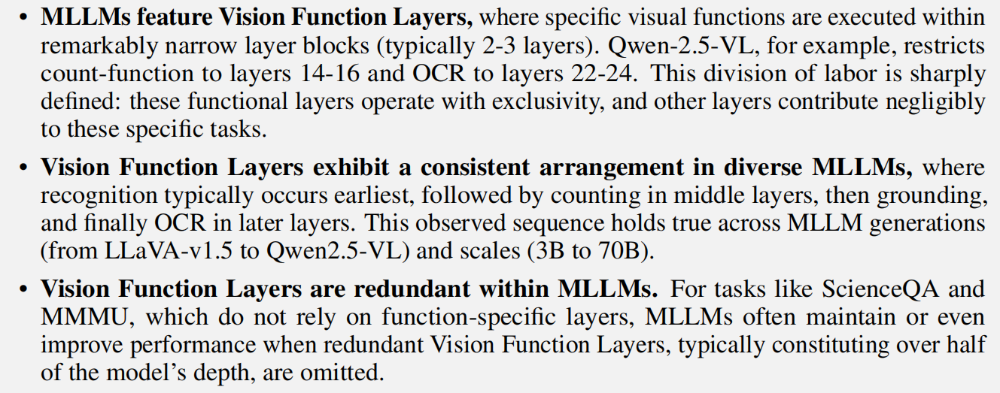 • MLLMs feature Vision Function Layers, where specific visual functions are executed within
remarkably narrow layer blocks (typically 2-3 layers). Qwen-2.5-VL, for example, restricts
count-function to layers 14-16 and OCR to layers 22-24. This division of labor is sharply
defined: these functional layers operate with exclusivity, and other layers contribute negligibly
to these specific tasks.
• Vision Function Layers exhibit a consistent arrangement in diverse MLLMs, where
recognition typically occurs earliest, followed by counting in middle layers, then grounding,
and finally OCR in later layers. This observed sequence holds true across MLLM generations
(from LLaVA-v1.5 to Qwen2.5-VL) and scales (3B to 70B).
• Vision Function Layers are redundant within MLLMs. For tasks like ScienceQA and
MMMU, which do not rely on function-specific layers, MLLMs often maintain or even
improve performance when redundant Vision Function Layers, typically constituting over half
of the model's depth, are omitted.